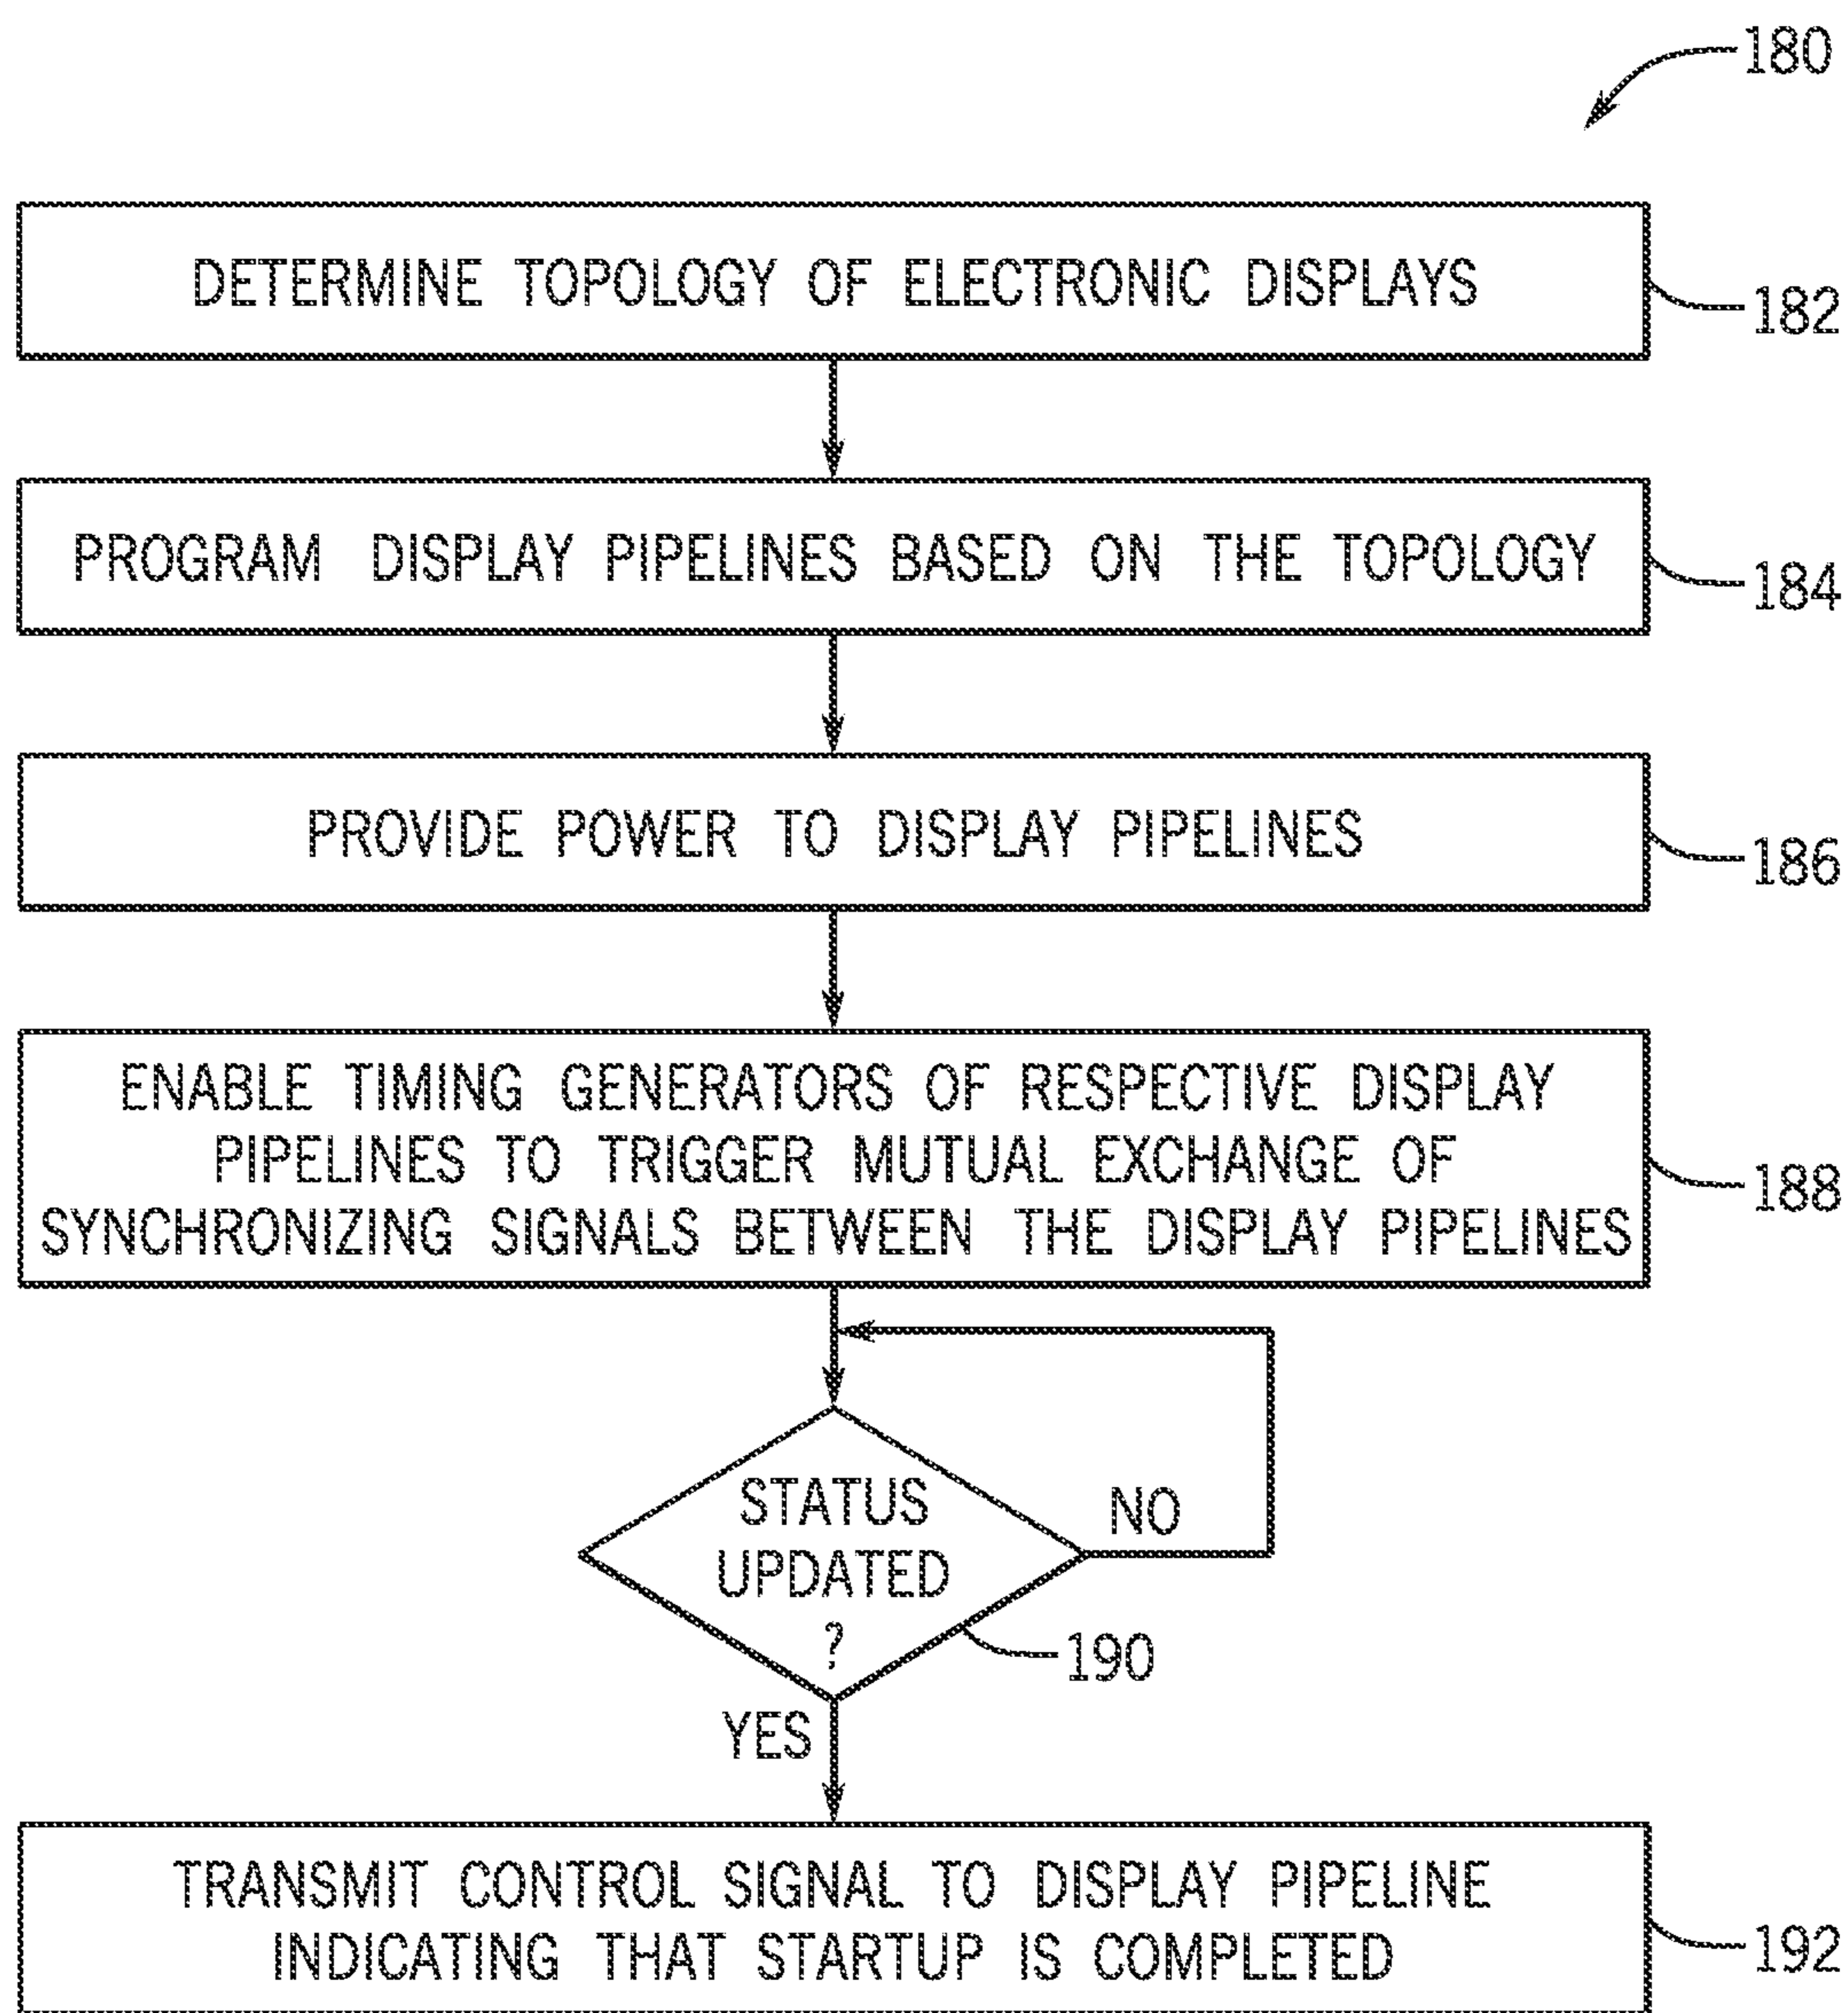 180
DETERMINE TOPOLOGY OF ELECTRONIC DISPLAYS
182
PROGRAM DISPLAY PIPELINES BASED ON THE TOPOLOGY
184
PROVIDE POWER TO DISPLAY PIPELINES
186
ENABLE TIMING GENERATORS OF RESPECTIVE DISPLAY
PIPELINES TO TRIGGER MUTUAL EXCHANGE OF
SYNCHRONIZING SIGNALS BETWEEN THE DISPLAY PIPELINES
188
STATUS
UPDATED
?
NO
190
YES
TRANSMIT CONTROL SIGNAL TO DISPLAY PIPELINE
INDICATING THAT STARTUP IS COMPLETED
192